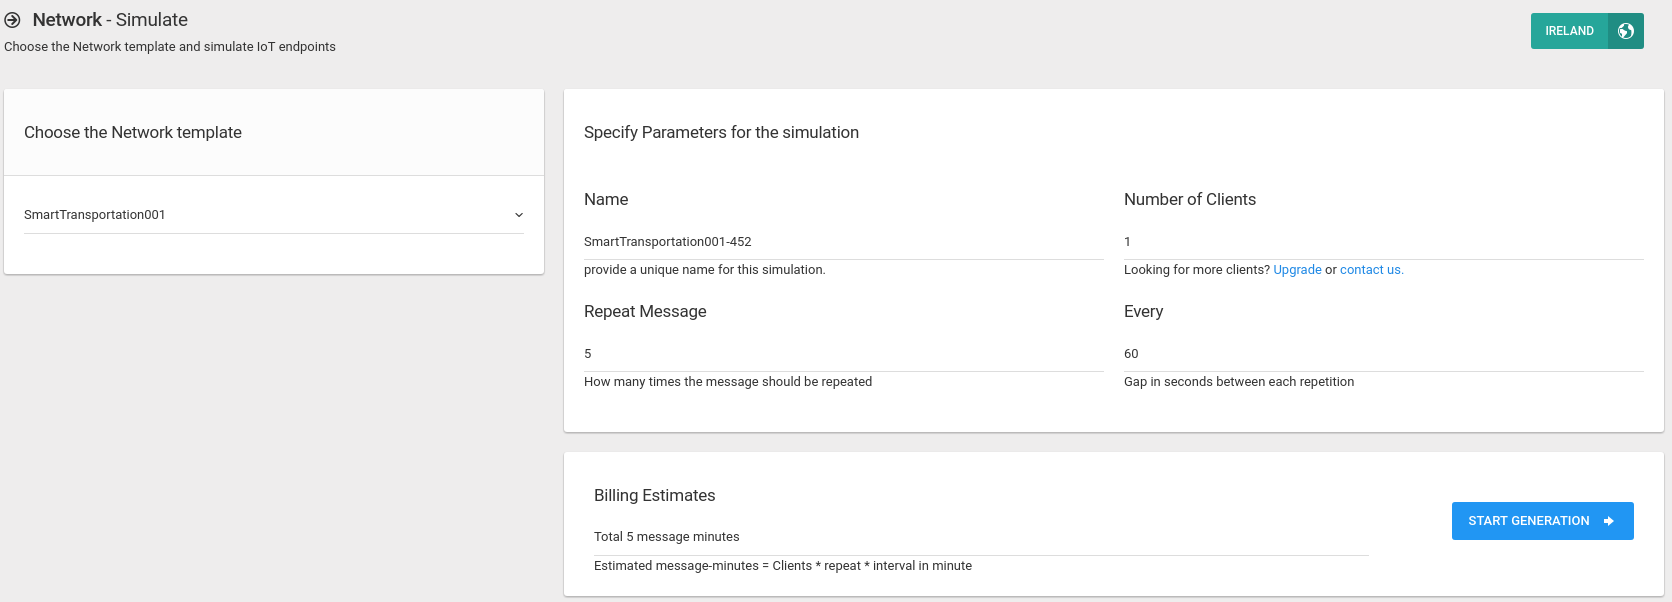 Network - Simulate
Choose the Network template and simulate IoT endpoints
IRELAND
Choose the Network template
SmartTransportation001
Specify Parameters for the simulation
Name
SmartTransportation001-452
provide a unique name for this simulation.
Number of Clients
1
Looking for more clients? Upgrade or contact us.
Repeat Message
5
How many times the message should be repeated
Every
60
Gap in seconds between each repetition
Billing Estimates
Total 5 message minutes
Estimated message-minutes = Clients * repeat * interval in minute
START GENERATION